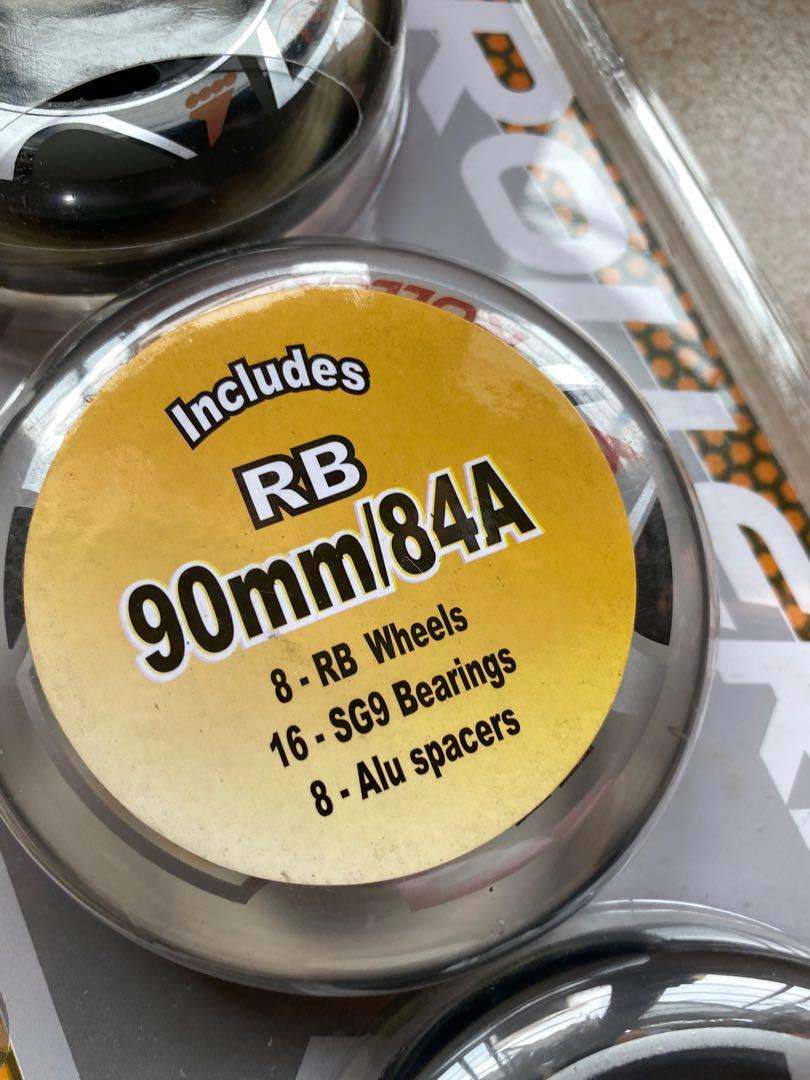 Includes
RB
90mm/84A
8 - RB Wheels
16 - SG9 Bearings
8 - Alu spacers